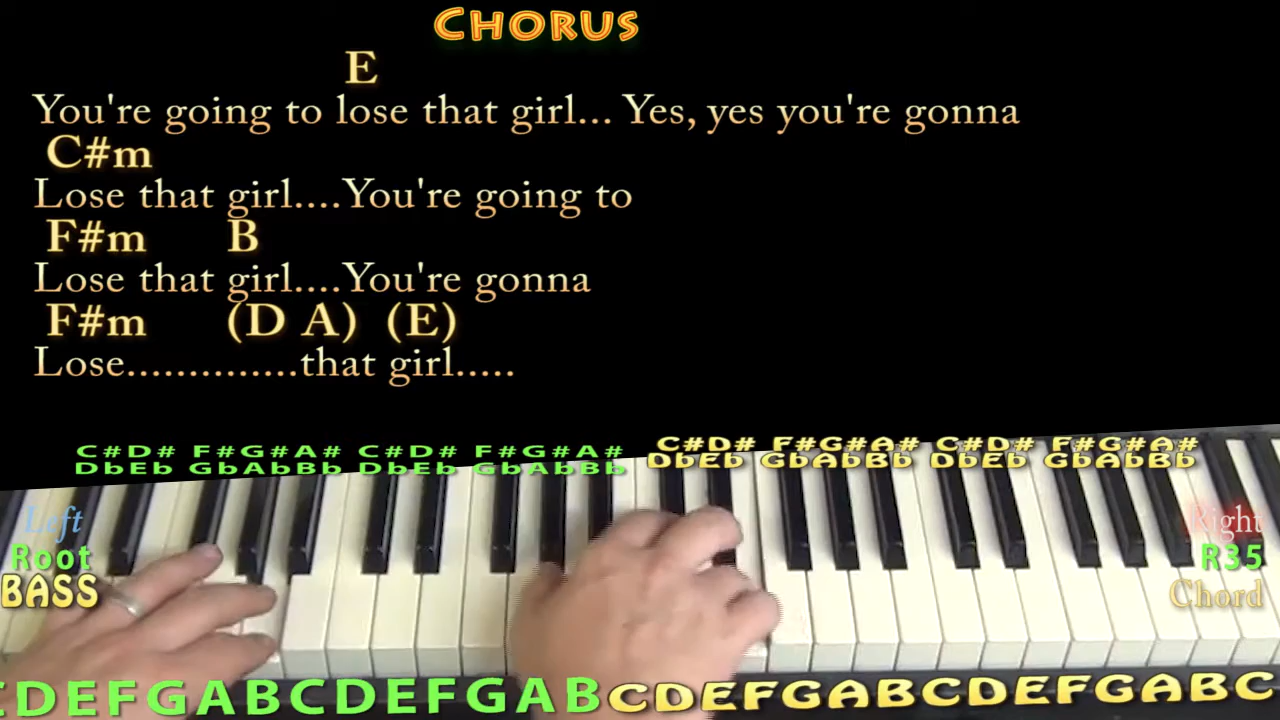 CHORUS
E
You're going to lose that girl... Yes, yes you're gonna
C#m
Lose that girl....You're going to
F#m B
Lose that girl....You're gonna
F#m (D A) (E)
Lose..............that girl.....
C#D# F#G#A# C#D# F#G#A# C#D# F#G#A# C#D# F#G#A#
DbEb GbAbBb DbEb GbAbBb DbEb GbAbBb DbEb GbAbBb
Left
Root
BASS
Right
R35
Chord
CDEFGABCDEFGABCDEFGABCDEFGABC